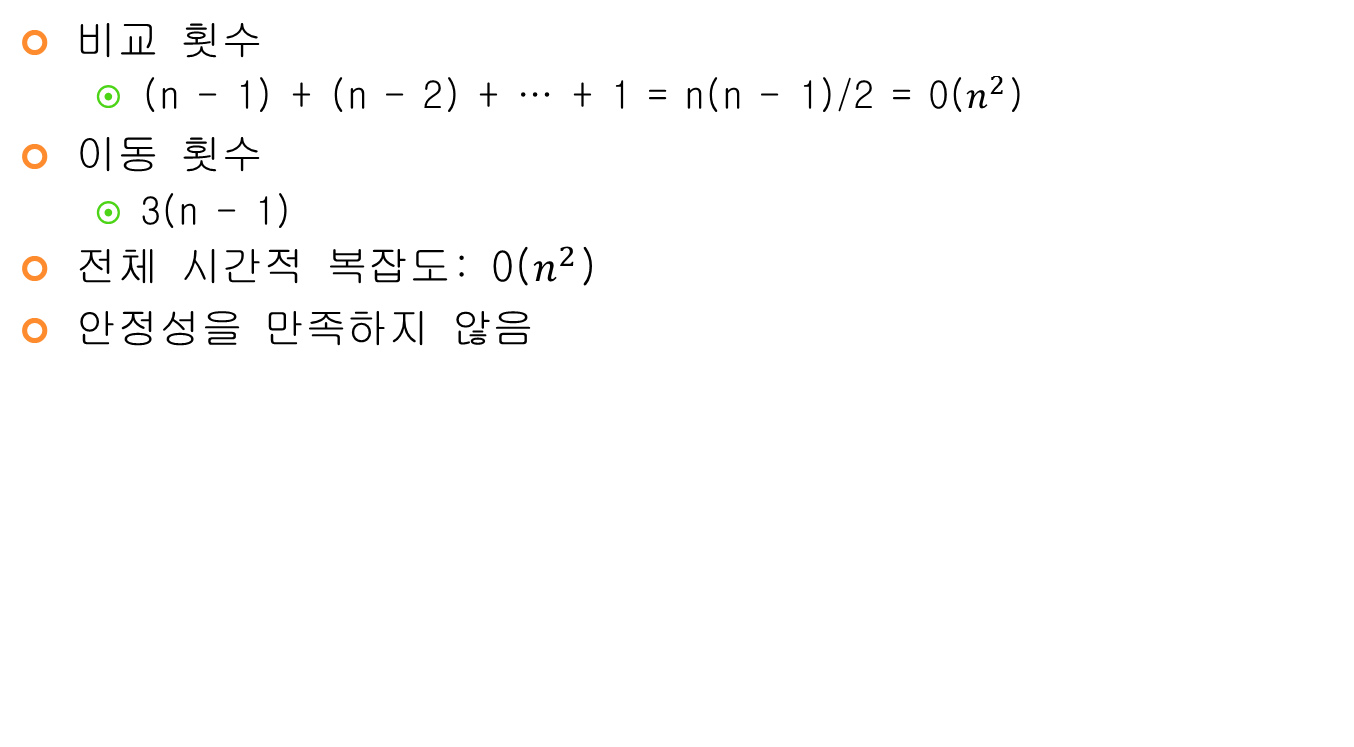 비교 횟수
(n - 1) + (n - 2) + … + 1 = n(n - 1)/2 = O(n²)
이동 횟수
3(n - 1)
전체 시간적 복잡도: O(n²)
안정성을 만족하지 않음